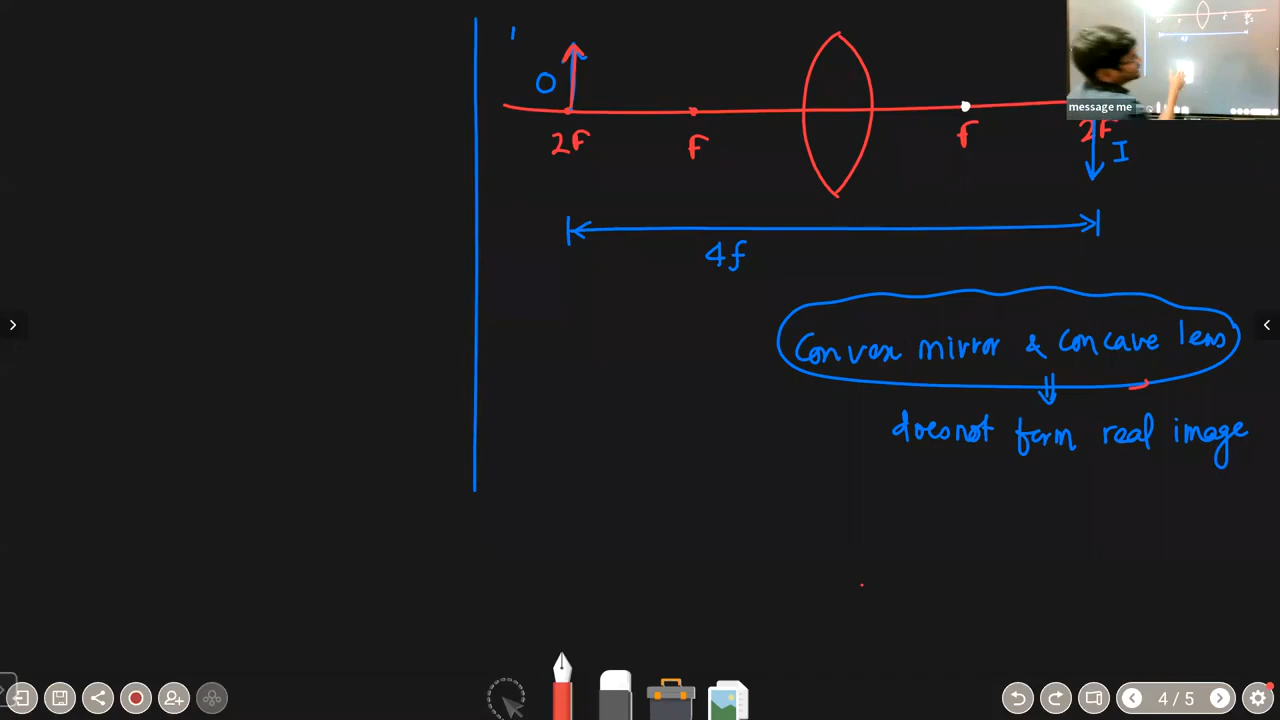 O
2F
F
f
2F
I
4f
message me
Convex mirror & concave lens
doesnot form real image
4 / 5